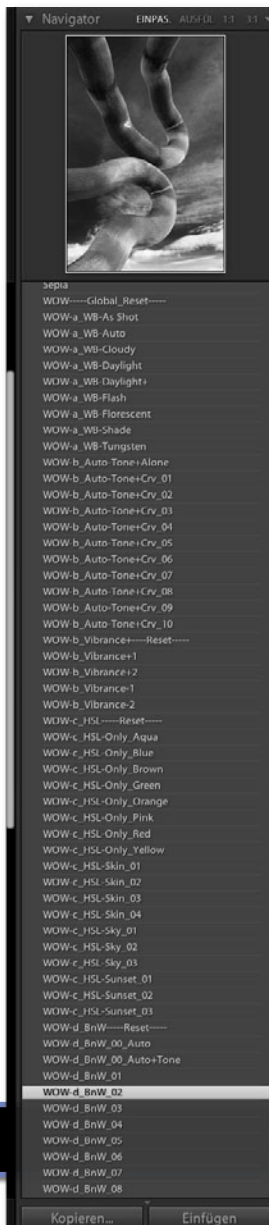 Navigator EINPAS. AUSFÜL. 1:1 3:1
Sepia
WOW-----Global_Reset-----
WOW-a_WB-As Shot
WOW-a_WB-Auto
WOW-a_WB-Cloudy
WOW-a_WB-Daylight
WOW-a_WB-Daylight+
WOW-a_WB-Flash
WOW-a_WB-Florescent
WOW-a_WB-Shade
WOW-a_WB-Tungsten
WOW-b_Auto-Tone+Alone
WOW-b_Auto-Tone+Crv_01
WOW-b_Auto-Tone+Crv_02
WOW-b_Auto-Tone+Crv_03
WOW-b_Auto-Tone+Crv_04
WOW-b_Auto-Tone+Crv_05
WOW-b_Auto-Tone+Crv_06
WOW-b_Auto-Tone+Crv_07
WOW-b_Auto-Tone+Crv_08
WOW-b_Auto-Tone+Crv_09
WOW-b_Auto-Tone+Crv_10
WOW-b_Vibrance+----Reset-----
WOW-b_Vibrance+1
WOW-b_Vibrance+2
WOW-b_Vibrance-1
WOW-b_Vibrance-2
WOW-c_HSL-----Reset-----
WOW-c_HSL-Only_Aqua
WOW-c_HSL-Only_Blue
WOW-c_HSL-Only_Brown
WOW-c_HSL-Only_Green
WOW-c_HSL-Only_Orange
WOW-c_HSL-Only_Pink
WOW-c_HSL-Only_Red
WOW-c_HSL-Only_Yellow
WOW-c_HSL-Skin_01
WOW-c_HSL-Skin_02
WOW-c_HSL-Skin_03
WOW-c_HSL-Skin_04
WOW-c_HSL-Sky_01
WOW-c_HSL-Sky_02
WOW-c_HSL-Sky_03
WOW-c_HSL-Sunset_01
WOW-c_HSL-Sunset_02
WOW-c_HSL-Sunset_03
WOW-d_BnW-----Reset-----
WOW-d_BnW_00_Auto
WOW-d_BnW_00_Auto+Tone
WOW-d_BnW_01
WOW-d_BnW_02
WOW-d_BnW_03
WOW-d_BnW_04
WOW-d_BnW_05
WOW-d_BnW_06
WOW-d_BnW_07
WOW-d_BnW_08
Kopieren... Einfügen